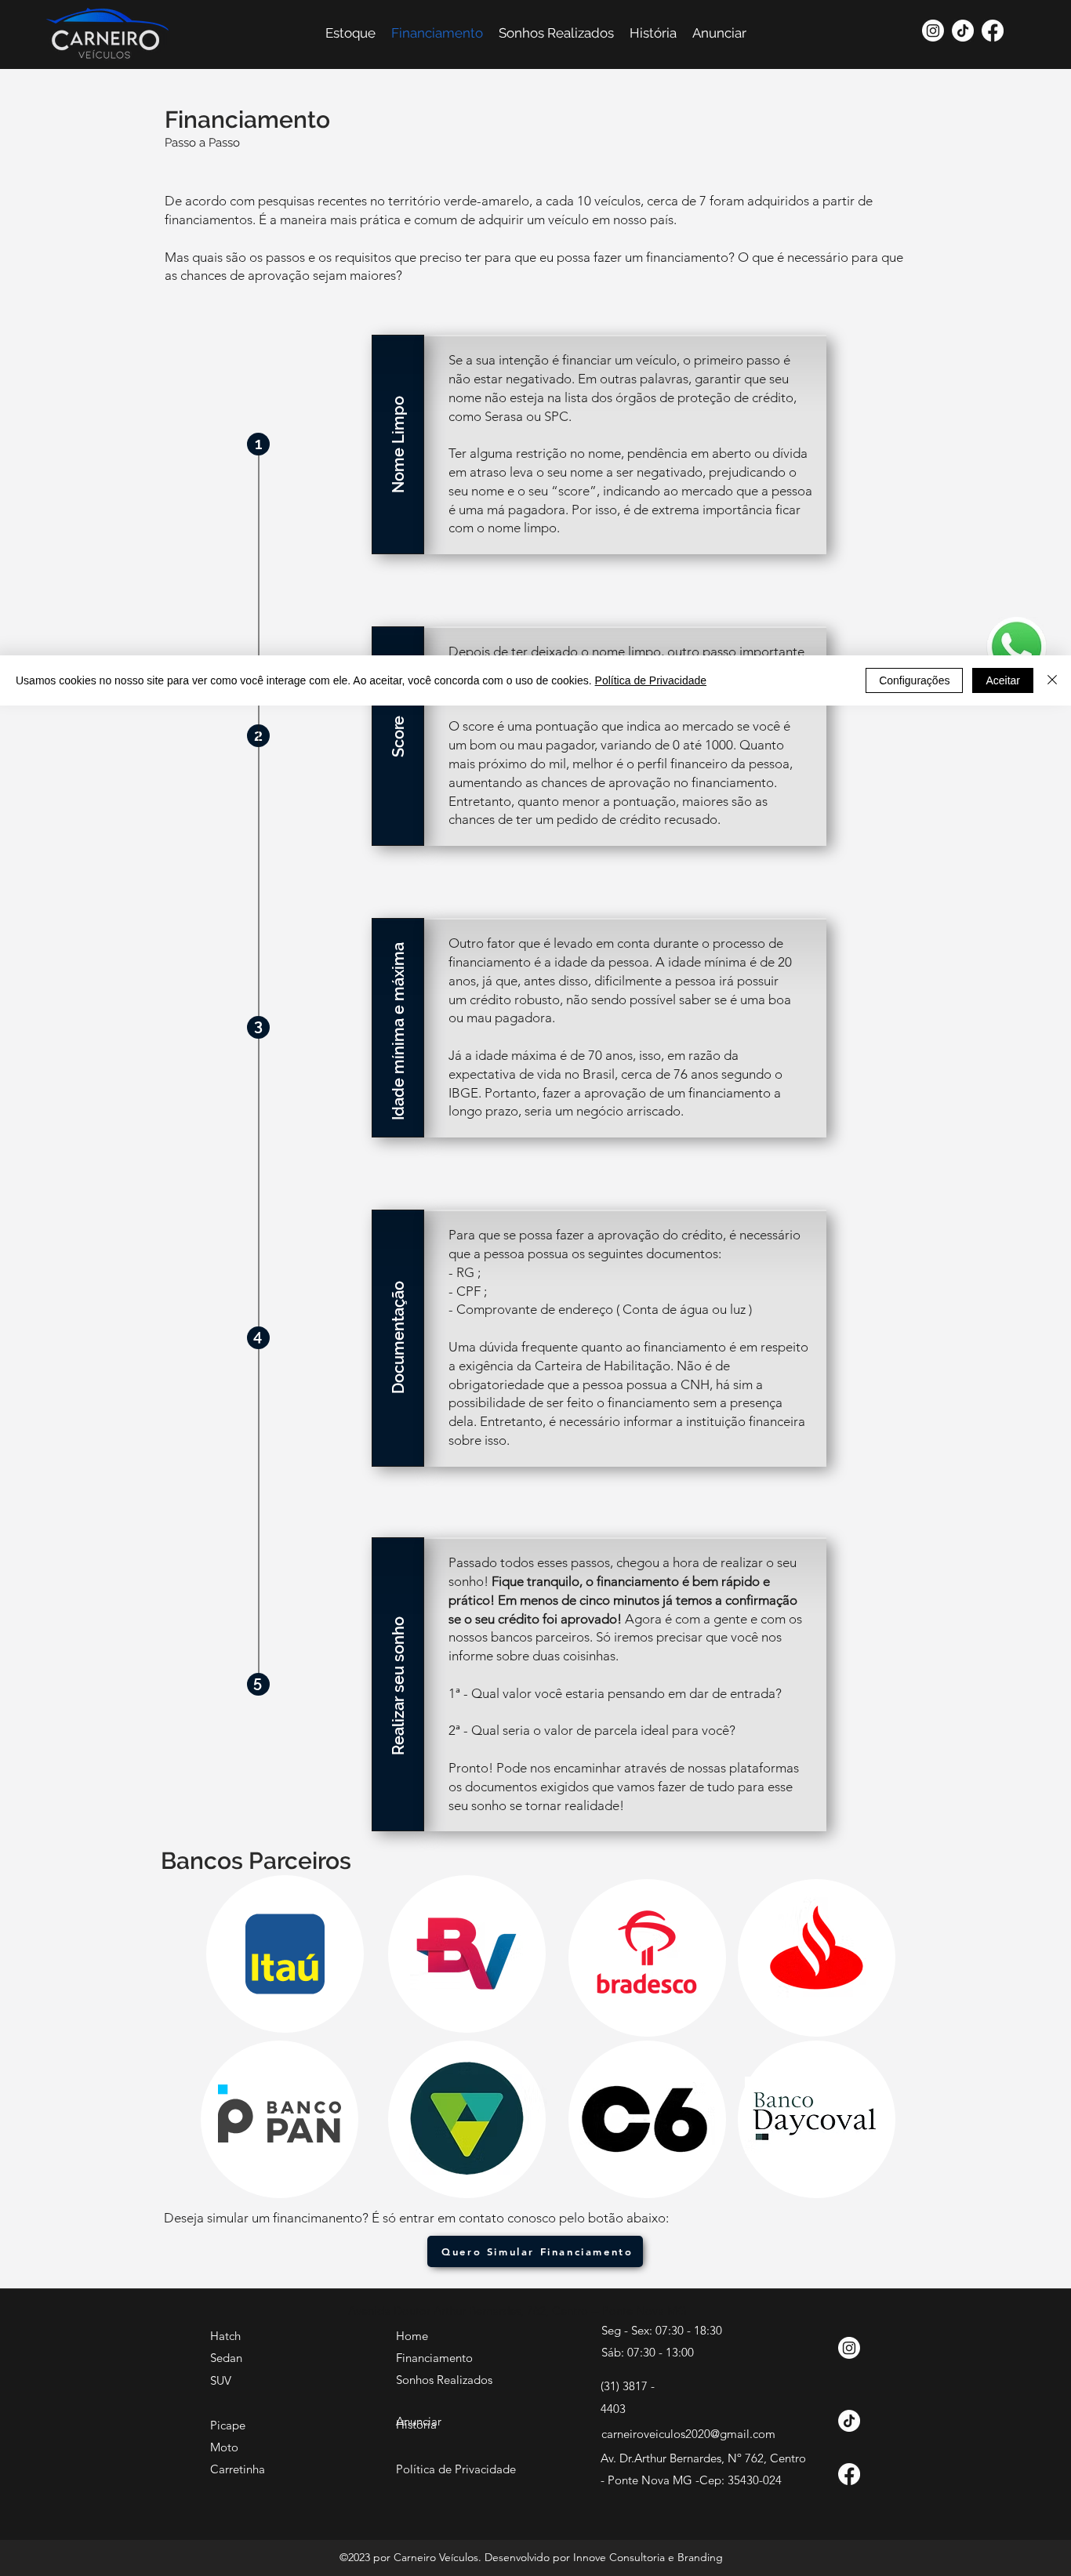 CARNEIRO
VEÍCULOS
Estoque Financiamento Sonhos Realizados História Anunciar
Financiamento
Passo a Passo
De acordo com pesquisas recentes no território verde-amarelo, a cada 10 veículos, cerca de 7 foram adquiridos a partir de
financiamentos. É a maneira mais prática e comum de adquirir um veículo em nosso país.
Mas quais são os passos e os requisitos que preciso ter para que eu possa fazer um financiamento? O que é necessário para que
as chances de aprovação sejam maiores?
1
Nome Limpo
Se a sua intenção é financiar um veículo, o primeiro passo é
não estar negativado. Em outras palavras, garantir que seu
nome não esteja na lista dos órgãos de proteção de crédito,
como Serasa ou SPC.
Ter alguma restrição no nome, pendência em aberto ou dívida
em atraso leva o seu nome a ser negativado, prejudicando o
seu nome e o seu “score”, indicando ao mercado que a pessoa
é uma má pagadora. Por isso, é de extrema importância ficar
com o nome limpo.
Depois de ter deixado o nome limpo, outro passo importante
Usamos cookies no nosso site para ver como você interage com ele. Ao aceitar, você concorda com o uso de cookies. Política de Privacidade
Configurações
Aceitar
2
Score
O score é uma pontuação que indica ao mercado se você é
um bom ou mau pagador, variando de 0 até 1000. Quanto
mais próximo do mil, melhor é o perfil financeiro da pessoa,
aumentando as chances de aprovação no financiamento.
Entretanto, quanto menor a pontuação, maiores são as
chances de ter um pedido de crédito recusado.
3
Idade mínima e máxima
Outro fator que é levado em conta durante o processo de
financiamento é a idade da pessoa. A idade mínima é de 20
anos, já que, antes disso, dificilmente a pessoa irá possuir
um crédito robusto, não sendo possível saber se é uma boa
ou mau pagadora.
Já a idade máxima é de 70 anos, isso, em razão da
expectativa de vida no Brasil, cerca de 76 anos segundo o
IBGE. Portanto, fazer a aprovação de um financiamento a
longo prazo, seria um negócio arriscado.
4
Documentação
Para que se possa fazer a aprovação do crédito, é necessário
que a pessoa possua os seguintes documentos:
- RG ;
- CPF ;
- Comprovante de endereço ( Conta de água ou luz )
Uma dúvida frequente quanto ao financiamento é em respeito
a exigência da Carteira de Habilitação. Não é de
obrigatoriedade que a pessoa possua a CNH, há sim a
possibilidade de ser feito o financiamento sem a presença
dela. Entretanto, é necessário informar a instituição financeira
sobre isso.
5
Realizar seu sonho
Passado todos esses passos, chegou a hora de realizar o seu
sonho! Fique tranquilo, o financiamento é bem rápido e
prático! Em menos de cinco minutos já temos a confirmação
se o seu crédito foi aprovado! Agora é com a gente e com os
nossos bancos parceiros. Só iremos precisar que você nos
informe sobre duas coisinhas.
1ª - Qual valor você estaria pensando em dar de entrada?
2ª - Qual seria o valor de parcela ideal para você?
Pronto! Pode nos encaminhar através de nossas plataformas
os documentos exigidos que vamos fazer de tudo para esse
seu sonho se tornar realidade!
Bancos Parceiros
Itaú
BV
bradesco
BANCO
PAN
C6
Banco
Daycoval
Deseja simular um financimanento? É só entrar em contato conosco pelo botão abaixo:
Quero Simular Financiamento
Hatch
Sedan
SUV
Picape
Moto
Carretinha
Home
Financiamento
Sonhos Realizados
Anunciar
História
Política de Privacidade
Seg - Sex: 07:30 - 18:30
Sáb: 07:30 - 13:00
(31) 3817 -
4403
carneiroveiculos2020@gmail.com
Av. Dr.Arthur Bernardes, Nº 762, Centro
- Ponte Nova MG -Cep: 35430-024
©2023 por Carneiro Veículos. Desenvolvido por Innove Consultoria e Branding